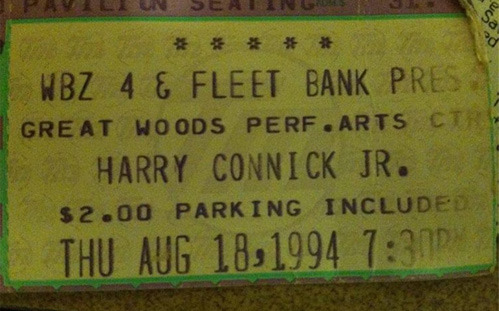 PAVILION SEATING
* * * * *
WBZ 4 & FLEET BANK PRES
GREAT WOODS PERF.ARTS CTR
HARRY CONNICK JR.
$2.00 PARKING INCLUDED
THU AUG 18,1994 7:30PM